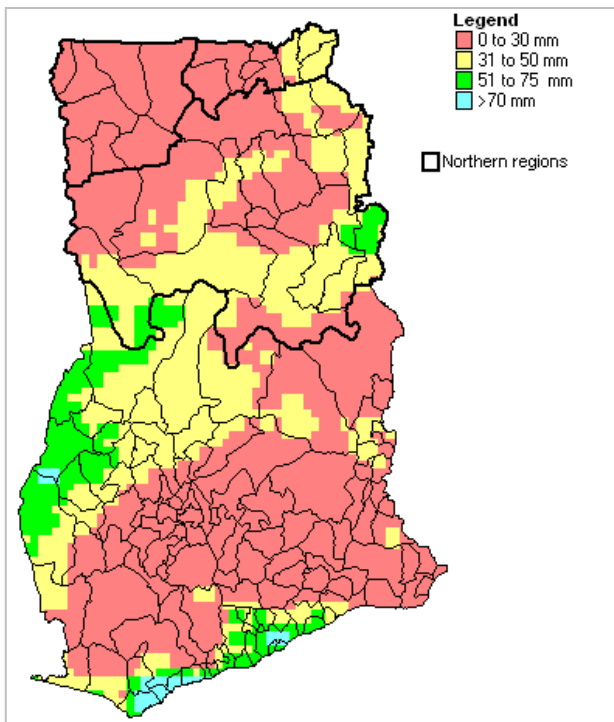 Legend
0 to 30 mm
31 to 50 mm
51 to 75 mm
>70 mm
Northern regions